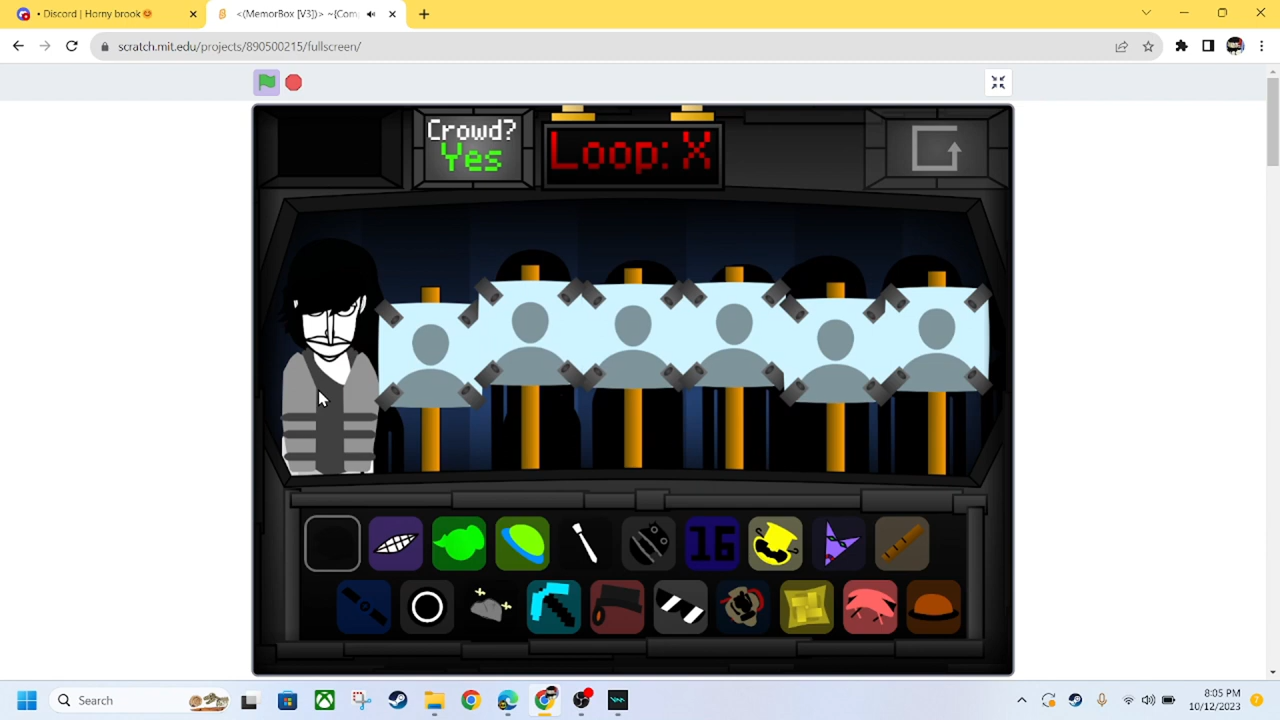 Discord | Horny brook😊
<(MemorBox [V3])> ~{Com
scratch.mit.edu/projects/890500215/fullscreen/
Crowd?
Yes
Loop: X
16
Search
8:05 PM
10/12/2023